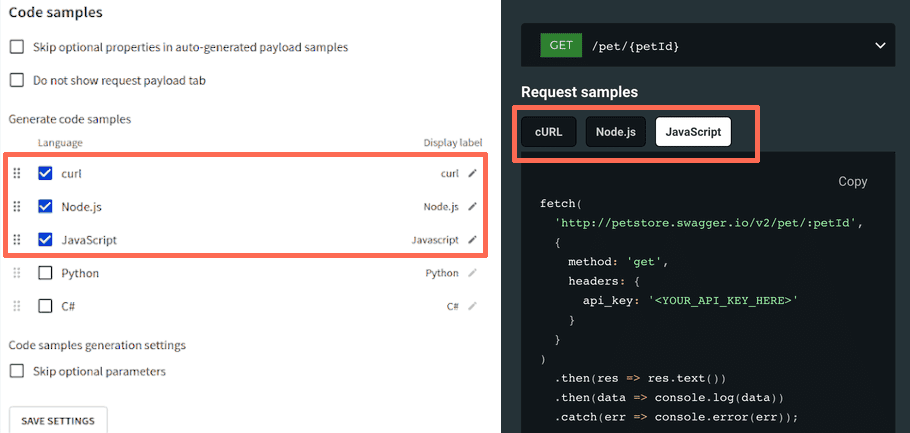 Code samples
Skip optional properties in auto-generated payload samples
Do not show request payload tab
Generate code samples
Language Display label
curl curl
Node.js Node.js
JavaScript Javascript
Python Python
C# C#
Code samples generation settings
Skip optional parameters
SAVE SETTINGS
GET /pet/{petId}
Request samples
cURL Node.js JavaScript
Copy
fetch(
'http://petstore.swagger.io/v2/pet/:petId',
{
method: 'get',
headers: {
api_key: '<YOUR_API_KEY_HERE>'
}
}
)
.then(res => res.text())
.then(data => console.log(data))
.catch(err => console.error(err));